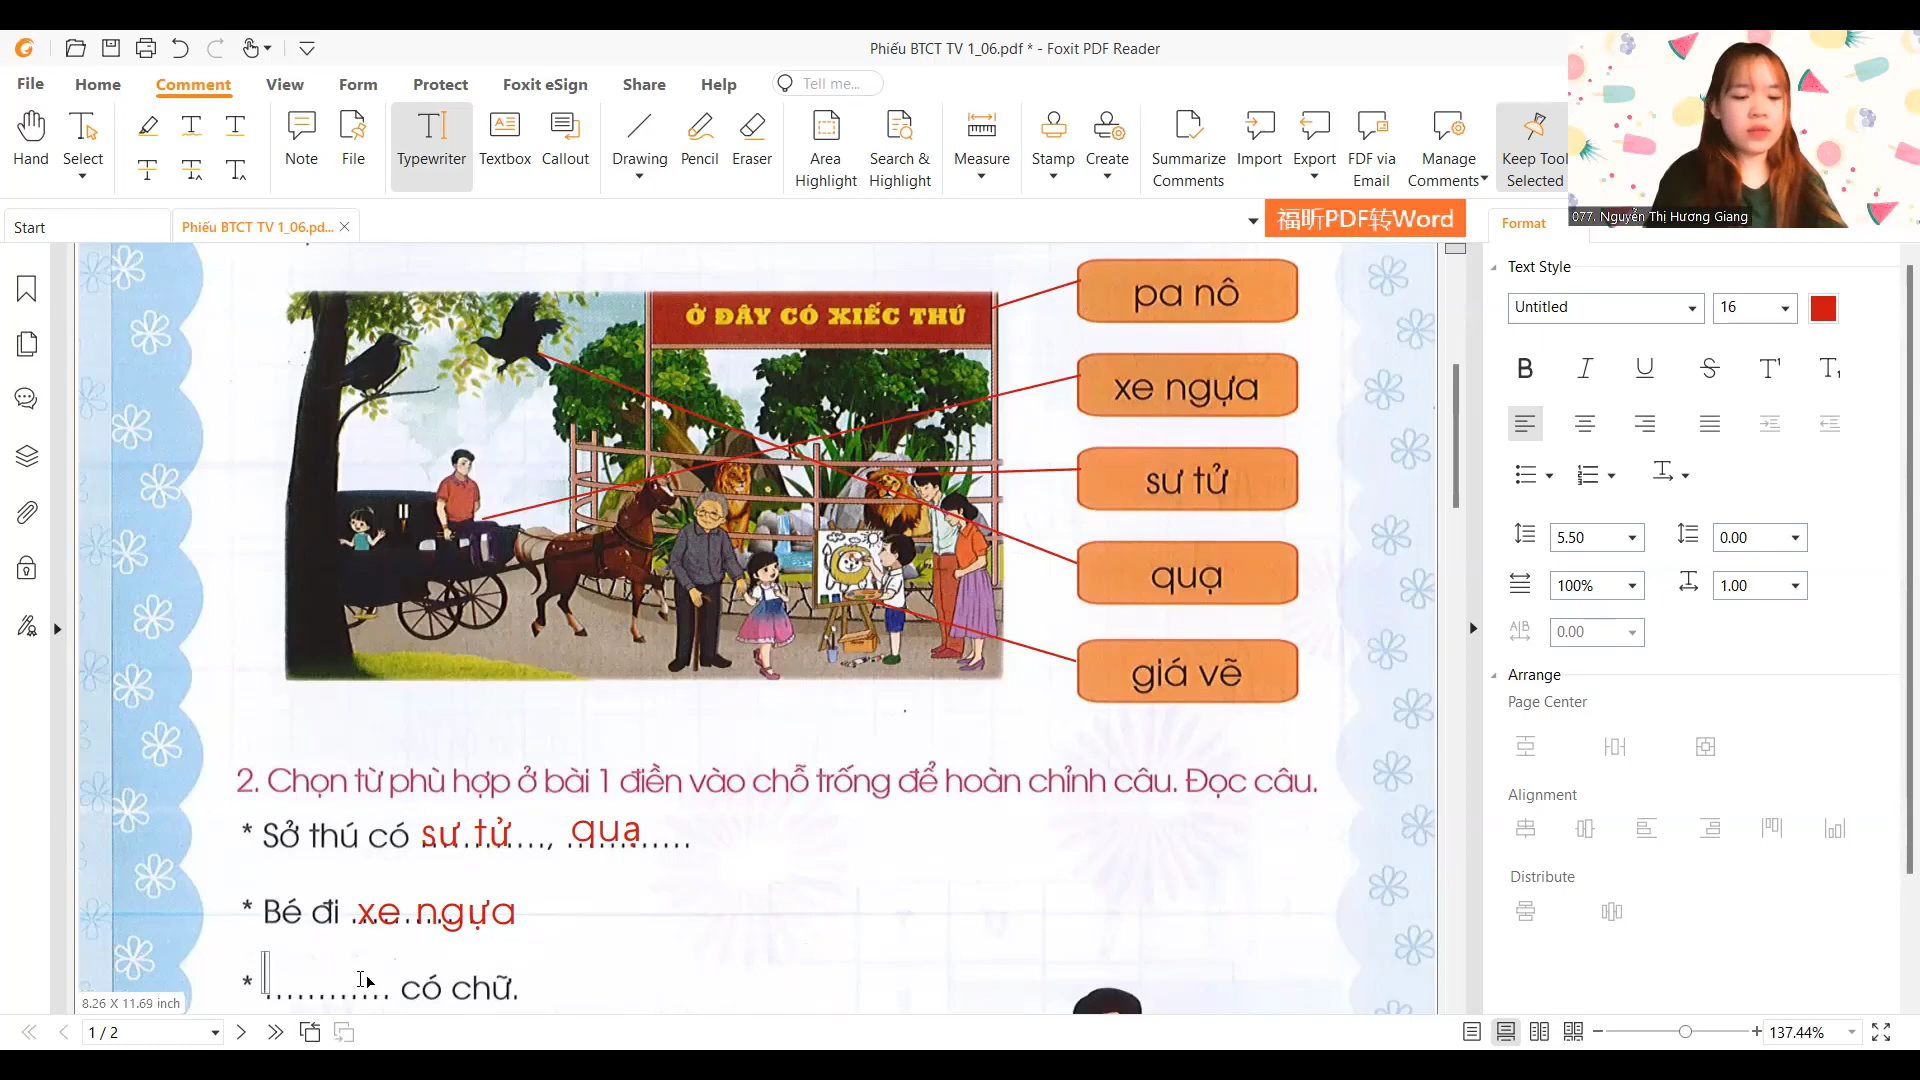 Phiếu BTCT TV 1_06.pdf * - Foxit PDF Reader
File Home Comment View Form Protect Foxit eSign Share Help Tell me...
Hand Select Note File Typewriter Textbox Callout Drawing Pencil Eraser Area Highlight Search & Highlight Measure Stamp Create Summarize Comments Import Export FDF via Email Manage Comments Keep Tool Selected
077. Nguyễn Thị Hương Giang
Start Phiếu BTCT TV 1_06.pd... 福昕PDF转Word Format
Text Style
Untitled 16
5.50 0.00
100% 1.00
0.00
Arrange
Page Center
Alignment
Distribute
Ở ĐÂY CÓ XIẾC THÚ
pa nô
xe ngựa
sư tử
quạ
giá vẽ
2. Chọn từ phù hợp ở bài 1 điền vào chỗ trống để hoàn chỉnh câu. Đọc câu.
* Sở thú có sư tử..., quạ......
* Bé đi xe ngựa
* ............ có chữ.
8.26 X 11.69 inch
1 / 2 137.44%